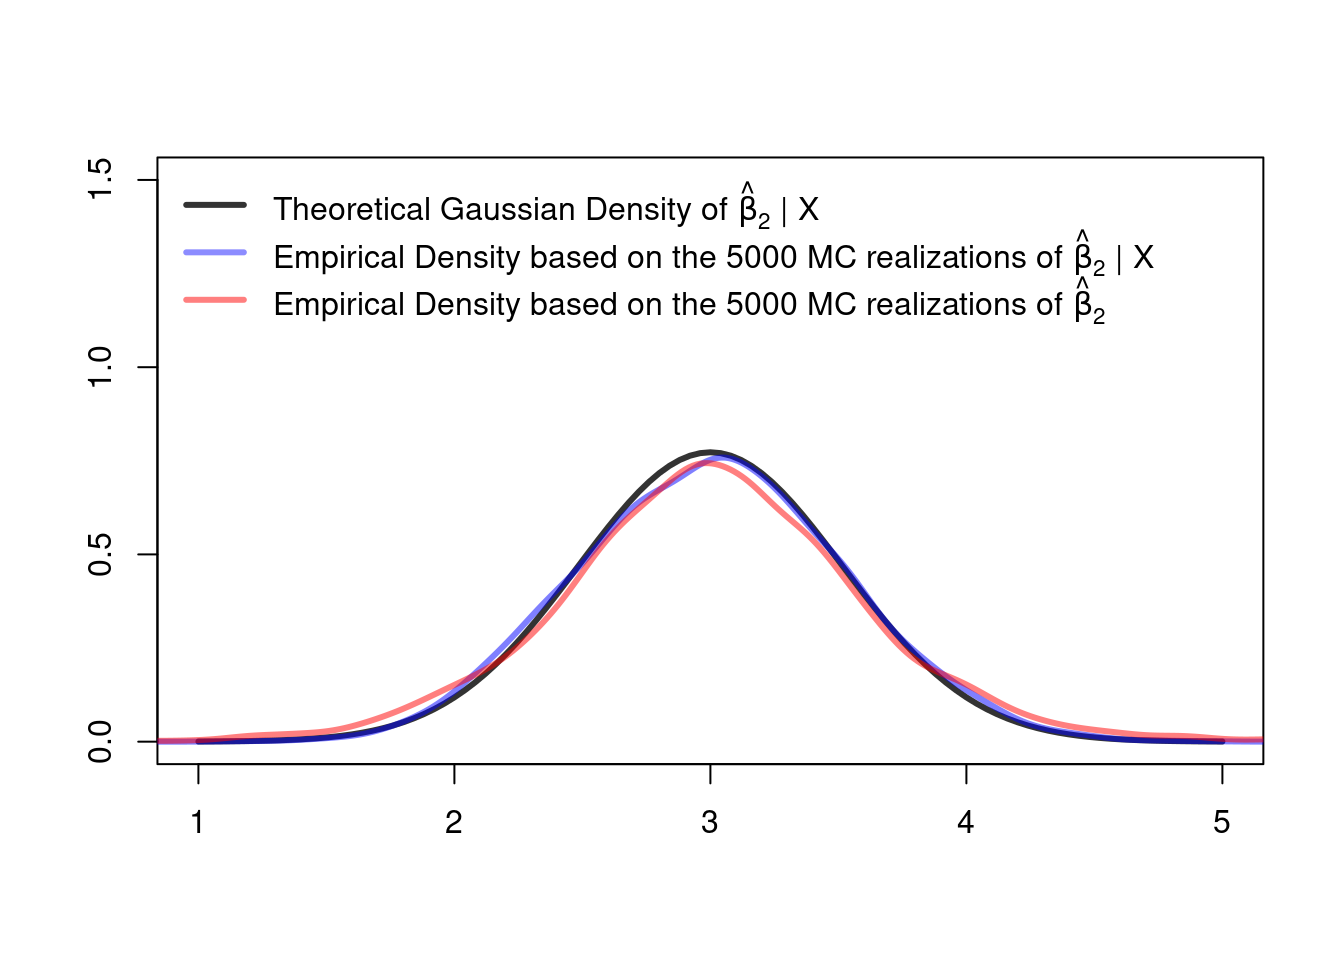 1.5
Theoretical Gaussian Density of β̂₂ | X
Empirical Density based on the 5000 MC realizations of β̂₂ | X
Empirical Density based on the 5000 MC realizations of β̂₂
1.0
0.5
0.0
1 2 3 4 5